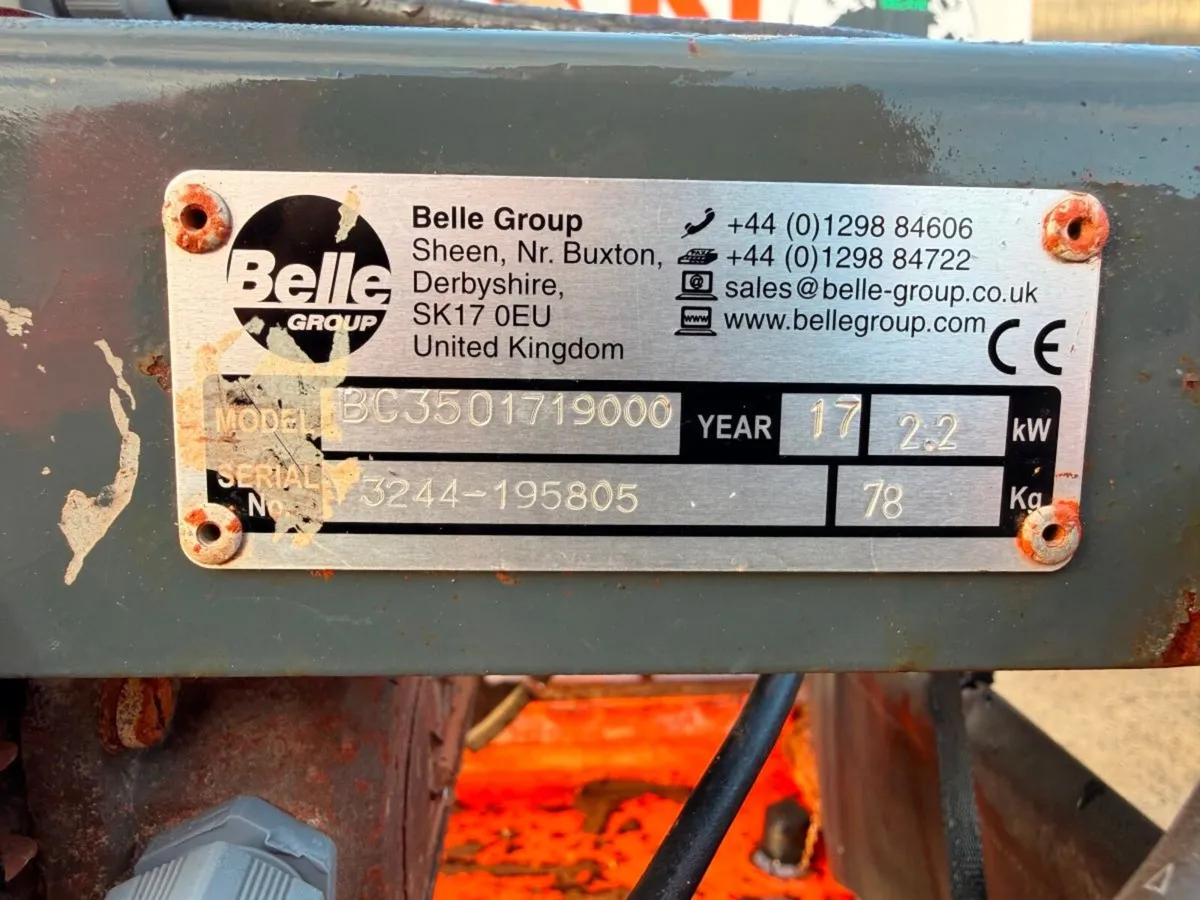 Belle
GROUP
Belle Group
Sheen, Nr. Buxton,
Derbyshire,
SK17 0EU
United Kingdom
+44 (0)1298 84606
+44 (0)1298 84722
@
sales@belle-group.co.uk
www
www.bellegroup.com
CE
MODEL BC3501719000 YEAR 17 2.2 kW
SERIAL
No. 3244-195805 78 Kg